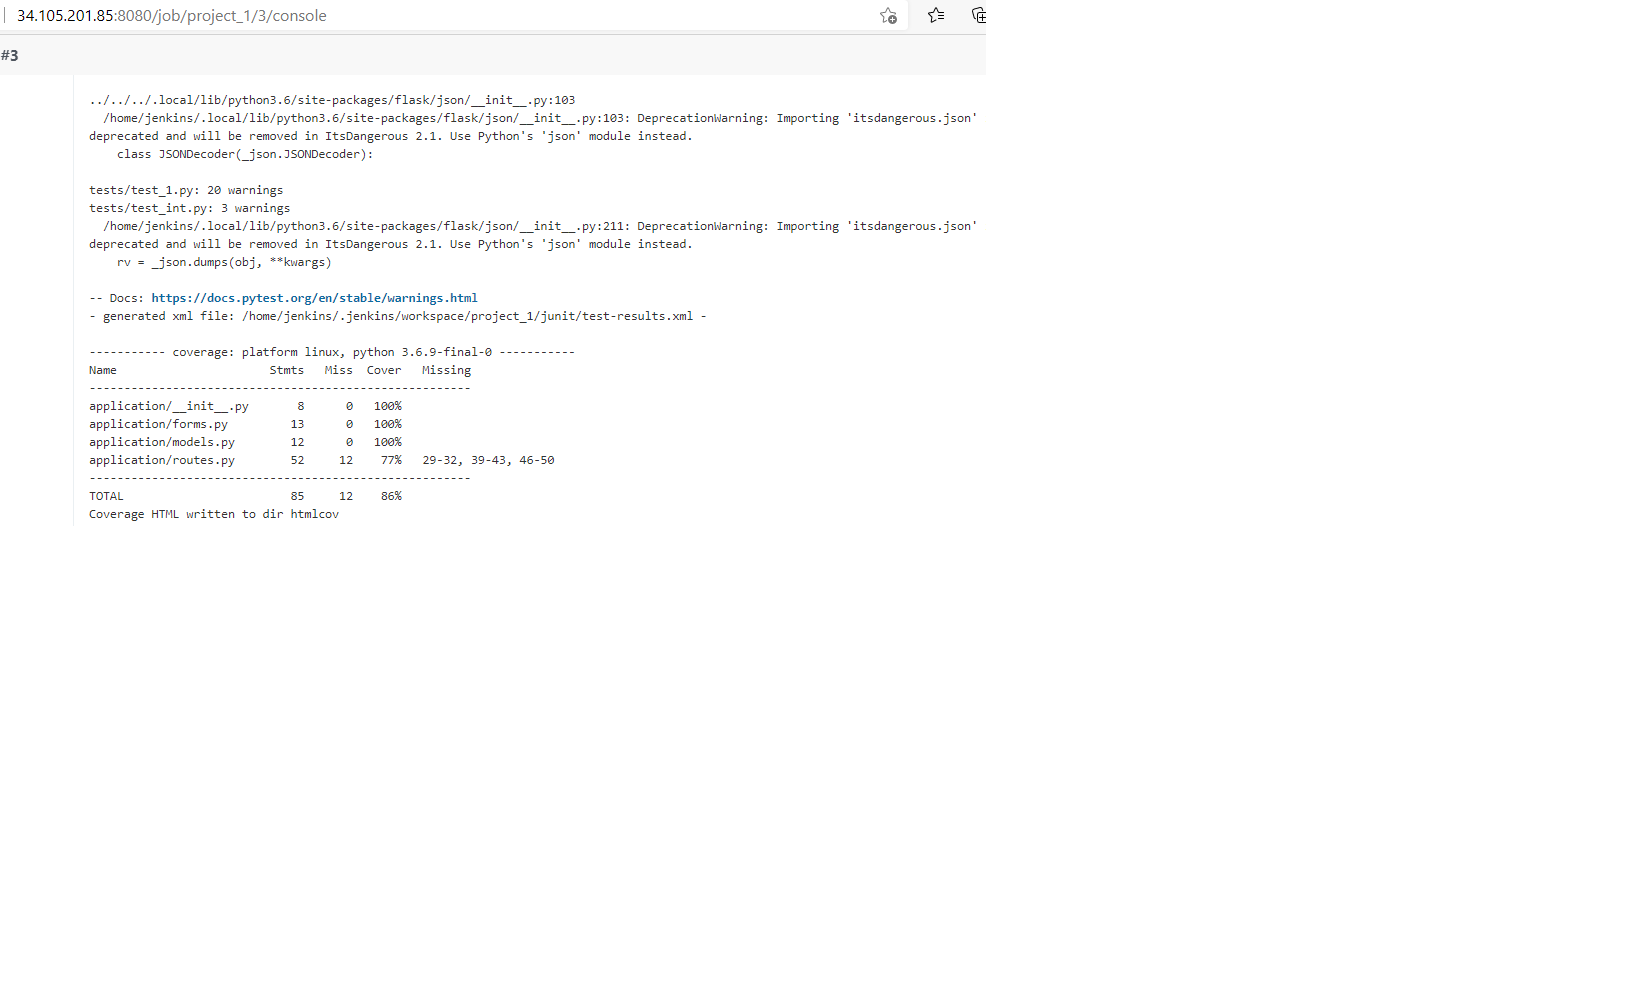 34.105.201.85:8080/job/project_1/3/console
#3
../../../.local/lib/python3.6/site-packages/flask/json/__init__.py:103
  /home/jenkins/.local/lib/python3.6/site-packages/flask/json/__init__.py:103: DeprecationWarning: Importing 'itsdangerous.json'
deprecated and will be removed in ItsDangerous 2.1. Use Python's 'json' module instead.
    class JSONDecoder(_json.JSONDecoder):
tests/test_1.py: 20 warnings
tests/test_int.py: 3 warnings
  /home/jenkins/.local/lib/python3.6/site-packages/flask/json/__init__.py:211: DeprecationWarning: Importing 'itsdangerous.json'
deprecated and will be removed in ItsDangerous 2.1. Use Python's 'json' module instead.
    rv = _json.dumps(obj, **kwargs)
-- Docs: https://docs.pytest.org/en/stable/warnings.html
- generated xml file: /home/jenkins/.jenkins/workspace/project_1/junit/test-results.xml -
----------- coverage: platform linux, python 3.6.9-final-0 -----------
Name                      Stmts   Miss  Cover   Missing
-------------------------------------------------------
application/__init__.py       8      0   100%
application/forms.py         13      0   100%
application/models.py        12      0   100%
application/routes.py        52     12    77%   29-32, 39-43, 46-50
-------------------------------------------------------
TOTAL                        85     12    86%
Coverage HTML written to dir htmlcov